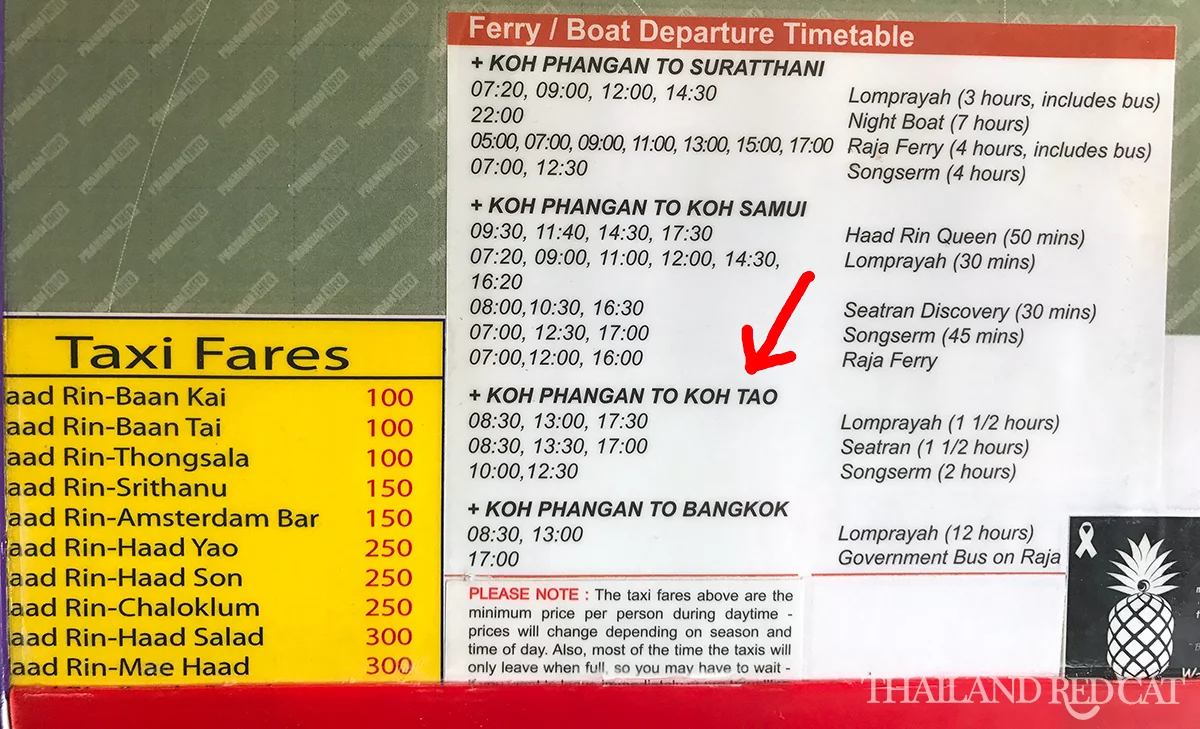 Ferry / Boat Departure Timetable
+ KOH PHANGAN TO SURATTHANI
07:20, 09:00, 12:00, 14:30 Lomprayah (3 hours, includes bus)
22:00 Night Boat (7 hours)
05:00, 07:00, 09:00, 11:00, 13:00, 15:00, 17:00 Raja Ferry (4 hours, includes bus)
07:00, 12:30 Songserm (4 hours)
+ KOH PHANGAN TO KOH SAMUI
09:30, 11:40, 14:30, 17:30 Haad Rin Queen (50 mins)
07:20, 09:00, 11:00, 12:00, 14:30, Lomprayah (30 mins)
16:20
08:00,10:30, 16:30 Seatran Discovery (30 mins)
07:00, 12:30, 17:00 Songserm (45 mins)
07:00,12:00, 16:00 Raja Ferry
+ KOH PHANGAN TO KOH TAO
08:30, 13:00, 17:30 Lomprayah (1 1/2 hours)
08:30, 13:30, 17:00 Seatran (1 1/2 hours)
10:00,12:30 Songserm (2 hours)
+ KOH PHANGAN TO BANGKOK
08:30, 13:00 Lomprayah (12 hours)
17:00 Government Bus on Raja
PLEASE NOTE : The taxi fares above are the
minimum price per person during daytime -
prices will change depending on season and
time of day. Also, most of the time the taxis will
only leave when full, so you may have to wait -
Taxi Fares
aad Rin-Baan Kai 100
aad Rin-Baan Tai 100
aad Rin-Thongsala 100
aad Rin-Srithanu 150
aad Rin-Amsterdam Bar 150
aad Rin-Haad Yao 250
aad Rin-Haad Son 250
aad Rin-Chaloklum 250
aad Rin-Haad Salad 300
aad Rin-Mae Haad 300
THAILAND REDCAT